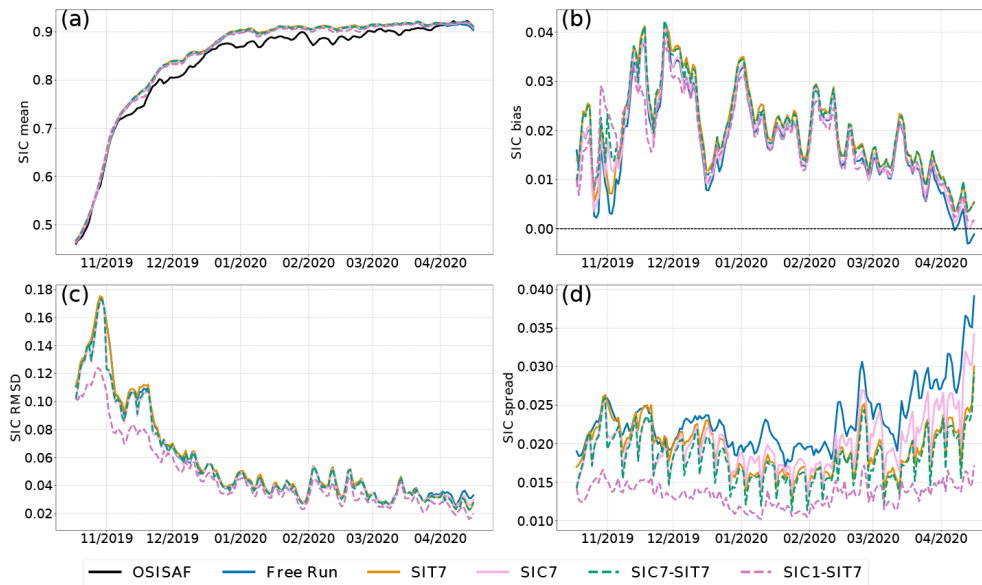 (a)
SIC mean
0.9
0.8
0.7
0.6
0.5
11/2019 12/2019 01/2020 02/2020 03/2020 04/2020
(b)
SIC bias
0.04
0.03
0.02
0.01
0.00
11/2019 12/2019 01/2020 02/2020 03/2020 04/2020
(c)
SIC RMSD
0.18
0.16
0.14
0.12
0.10
0.08
0.06
0.04
0.02
11/2019 12/2019 01/2020 02/2020 03/2020 04/2020
(d)
SIC spread
0.040
0.035
0.030
0.025
0.020
0.015
0.010
11/2019 12/2019 01/2020 02/2020 03/2020 04/2020
OSISAF Free Run SIT7 SIC7 SIC7-SIT7 SIC1-SIT7